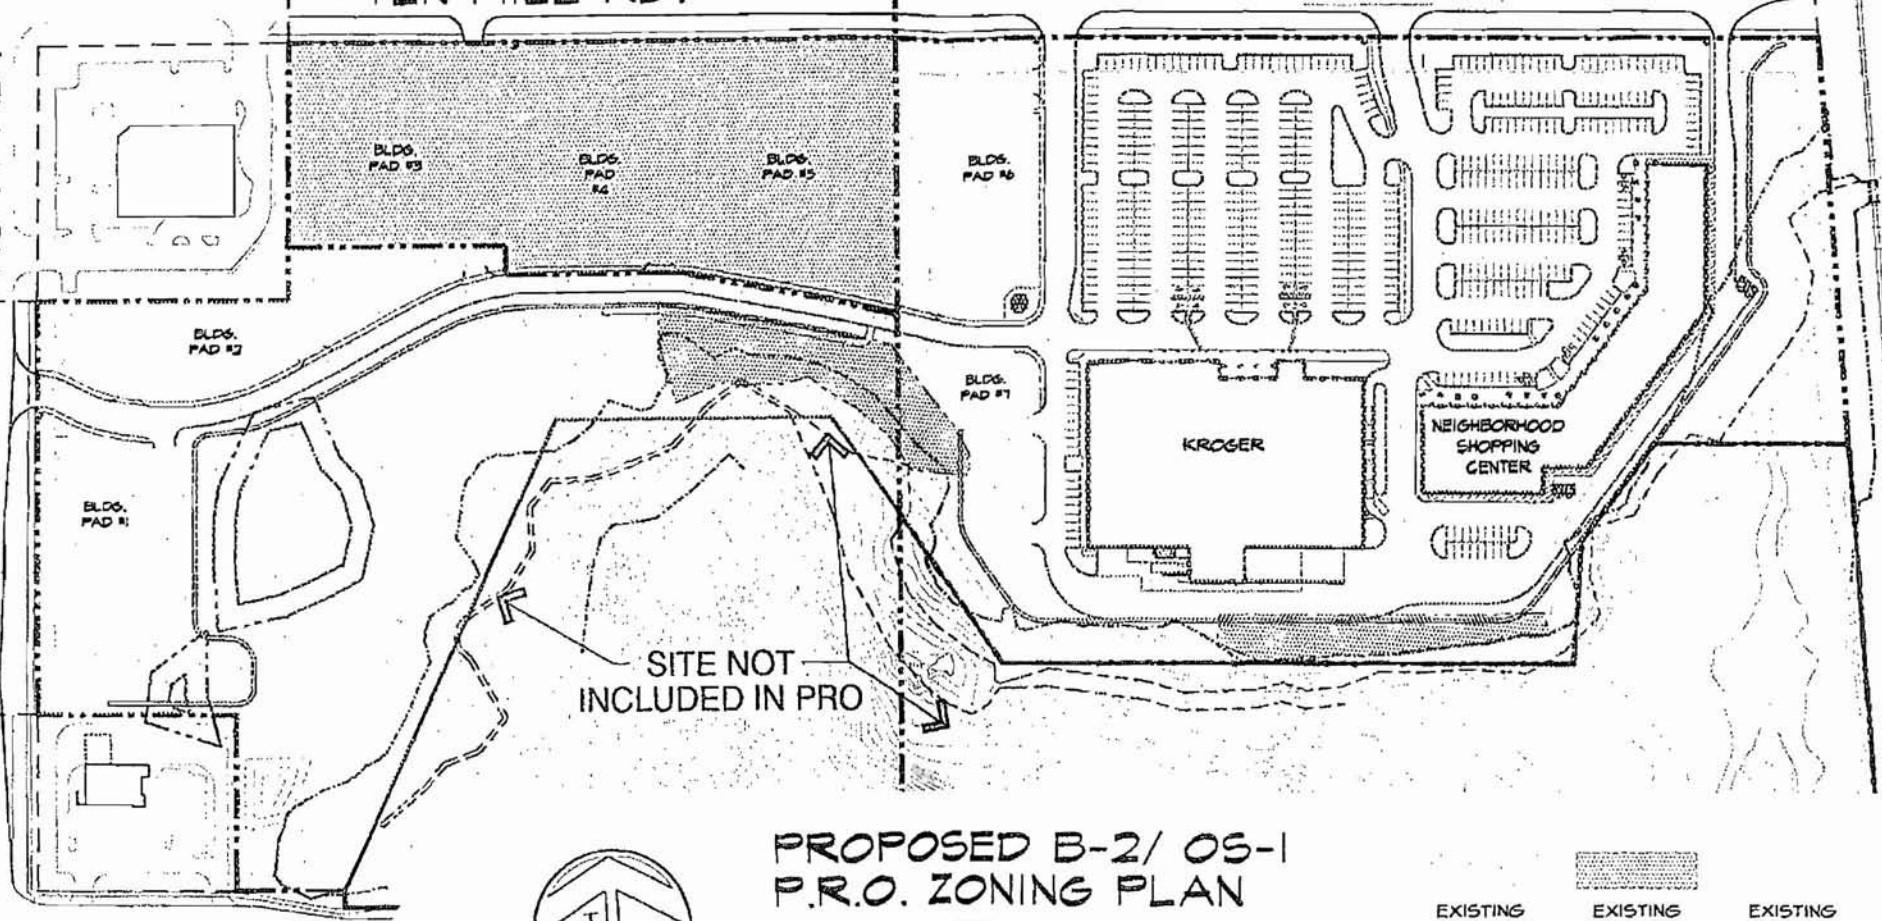 BLDG.
PAD #3
BLDG.
PAD
#4
BLDG.
PAD #5
BLDG.
PAD #6
BLDG.
PAD #2
BLDG.
PAD #7
BLDG.
PAD #1
KROGER
NEIGHBORHOOD
SHOPPING
CENTER
SITE NOT
INCLUDED IN PRO
PROPOSED B-2/ OS-1
P.R.O. ZONING PLAN
EXISTING
EXISTING
EXISTING